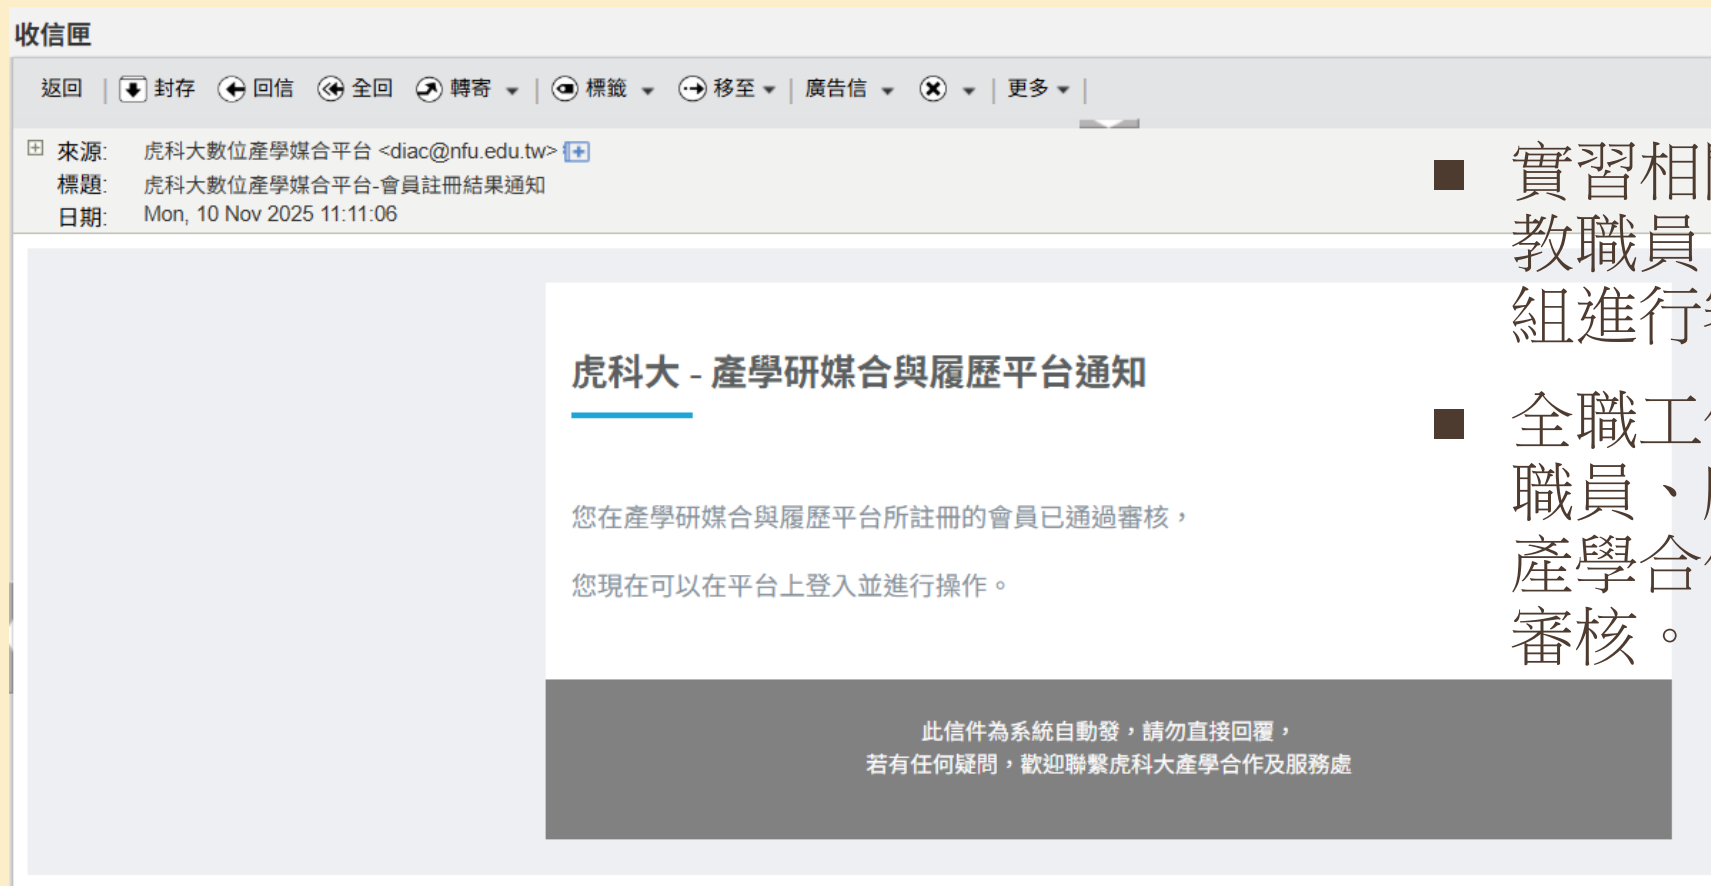 收信匣
返回 封存 回信 全回 轉寄 標籤 移至 廣告信 更多
來源: 虎科大數位產學媒合平台 <diac@nfu.edu.tw>
標題: 虎科大數位產學媒合平台-會員註冊結果通知
日期: Mon, 10 Nov 2025 11:11:06
虎科大 - 產學研媒合與履歷平台通知
您在產學研媒合與履歷平台所註冊的會員已通過審核，
您現在可以在平台上登入並進行操作。
此信件為系統自動發，請勿直接回覆，
若有任何疑問，歡迎聯繫虎科大產學合作及服務處
■ 實習相
教職員
組進行
■ 全職工
職員、
產學合
審核。